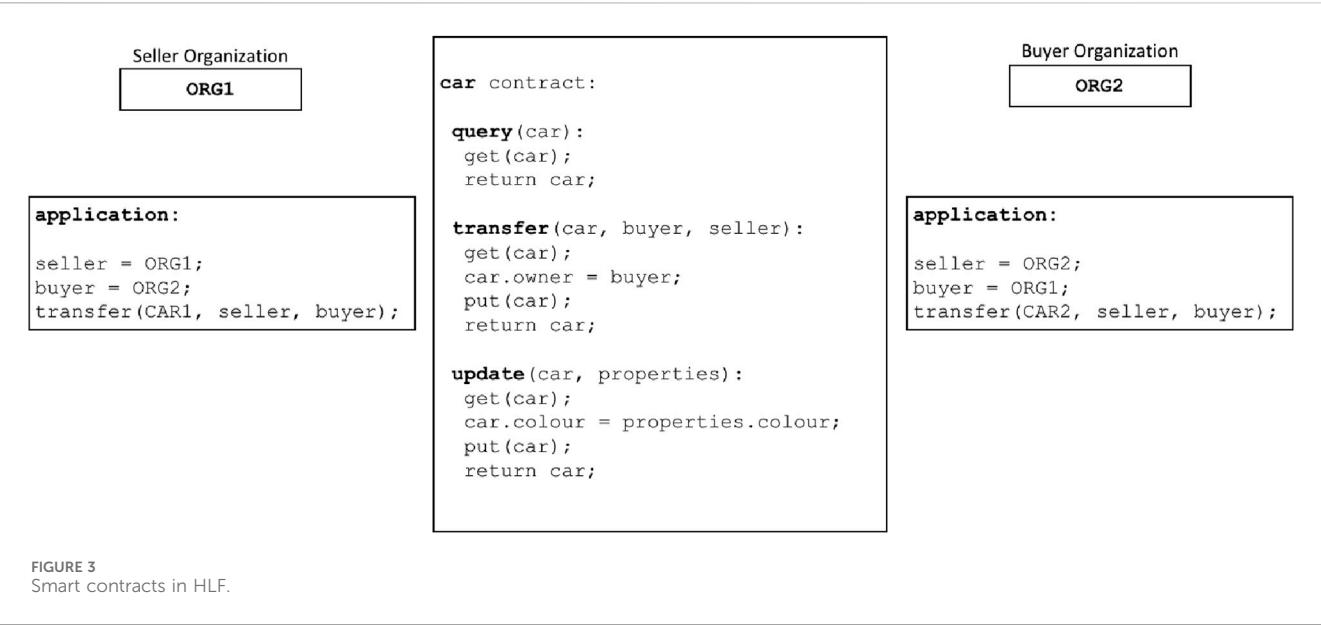 Seller Organization
ORG1
application:
seller = ORG1;
buyer = ORG2;
transfer(CAR1, seller, buyer);
car contract:
query(car):
get(car);
return car;
transfer(car, buyer, seller):
get(car);
car.owner = buyer;
put(car);
return car;
update(car, properties):
get(car);
car.colour = properties.colour;
put(car);
return car;
Buyer Organization
ORG2
application:
seller = ORG2;
buyer = ORG1;
transfer(CAR2, seller, buyer);
FIGURE 3
Smart contracts in HLF.